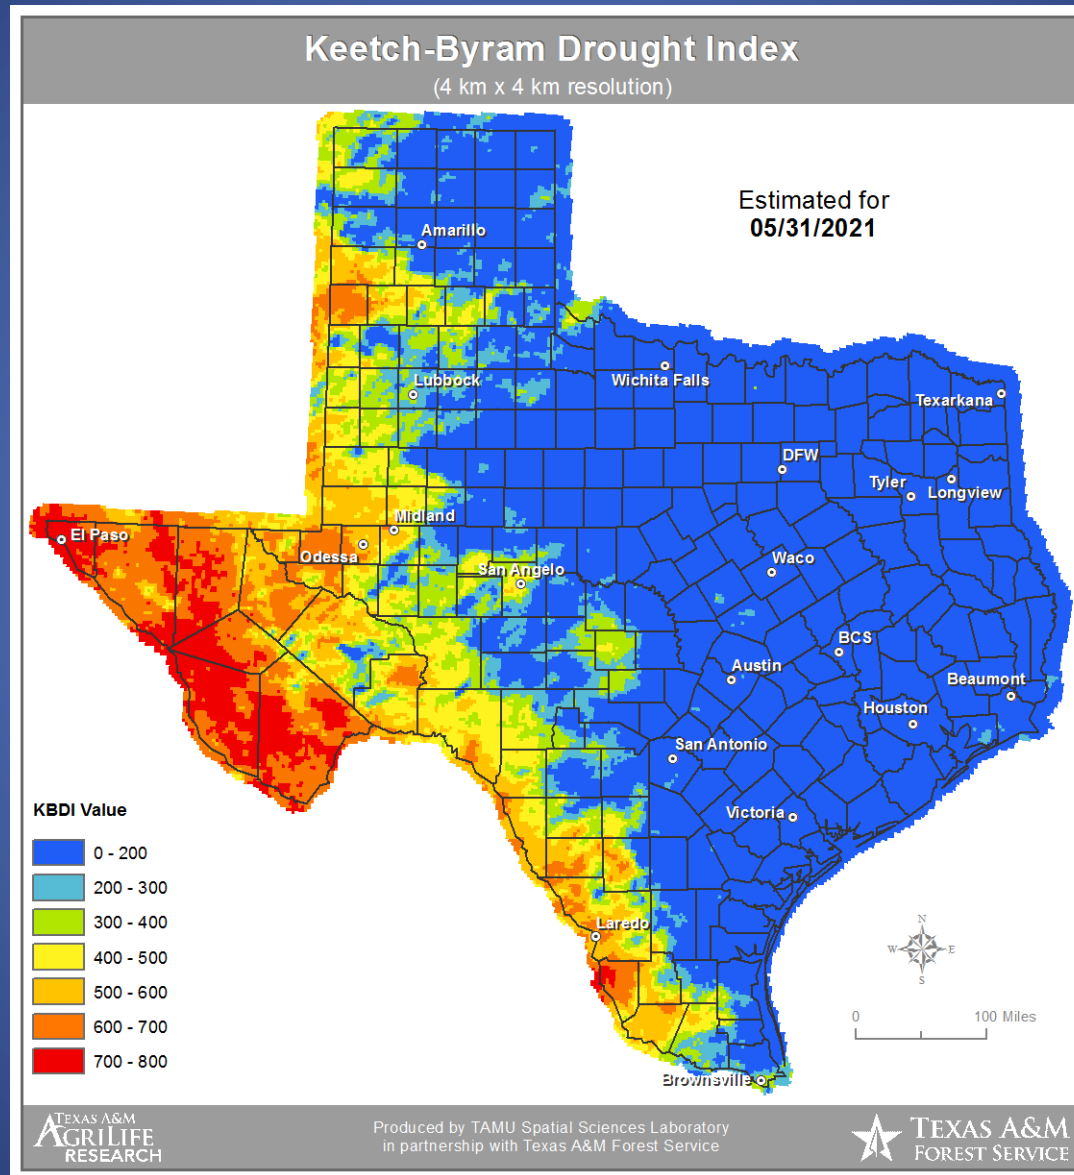 Keetch-Byram Drought Index
(4 km x 4 km resolution)
Estimated for
05/31/2021
Amarillo
Lubbock
Wichita Falls
Texarkana
DFW
Tyler
Longview
Midland
El Paso
Odessa
San Angelo
Waco
BCS
Austin
Beaumont
Houston
San Antonio
Victoria
KBDI Value
0 - 200
200 - 300
300 - 400
400 - 500
500 - 600
600 - 700
700 - 800
Laredo
N
W E
S
0 100 Miles
Brownsville
TEXAS A&M
AGRILIFE
RESEARCH
Produced by TAMU Spatial Sciences Laboratory
in partnership with Texas A&M Forest Service
TEXAS A&M
FOREST SERVICE